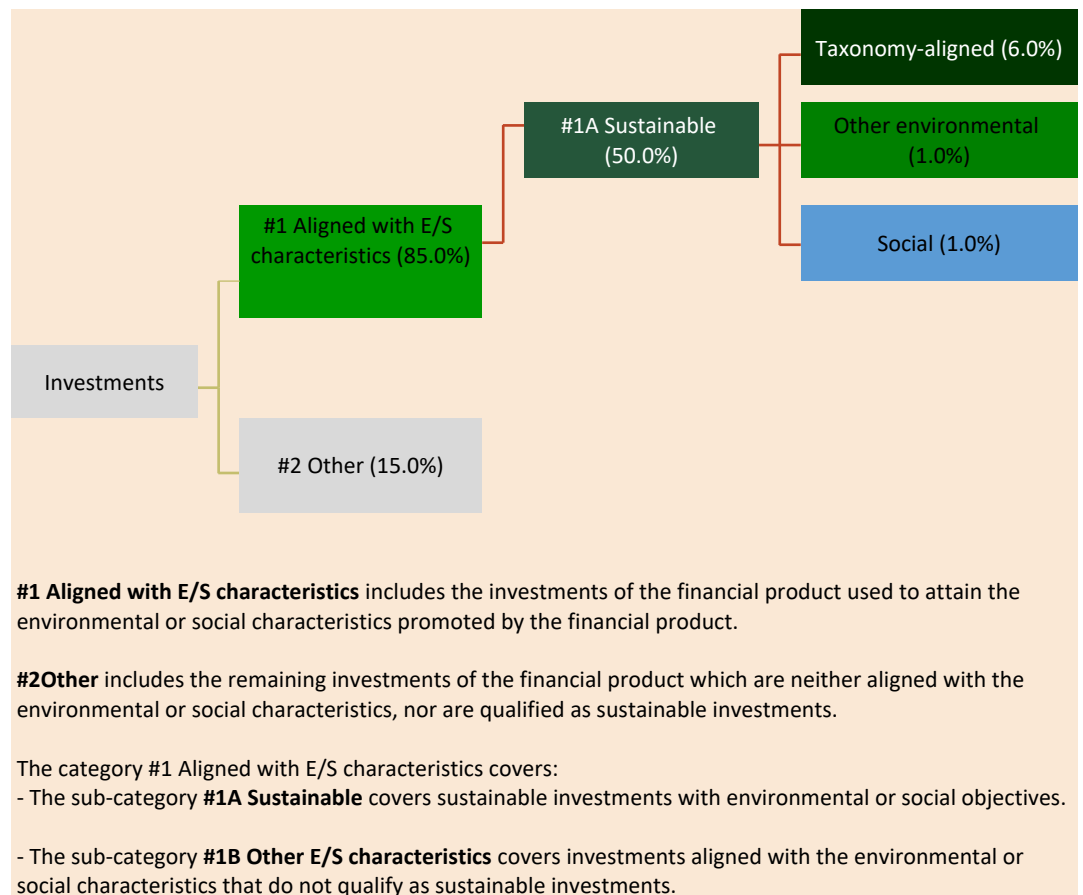 Taxonomy-aligned (6.0%)
#1A Sustainable
(50.0%)
Other environmental
(1.0%)
#1 Aligned with E/S
characteristics (85.0%)
Social (1.0%)
Investments
#2 Other (15.0%)
#1 Aligned with E/S characteristics includes the investments of the financial product used to attain the
environmental or social characteristics promoted by the financial product.
#2Other includes the remaining investments of the financial product which are neither aligned with the
environmental or social characteristics, nor are qualified as sustainable investments.
The category #1 Aligned with E/S characteristics covers:
- The sub-category #1A Sustainable covers sustainable investments with environmental or social objectives.
- The sub-category #1B Other E/S characteristics covers investments aligned with the environmental or
social characteristics that do not qualify as sustainable investments.